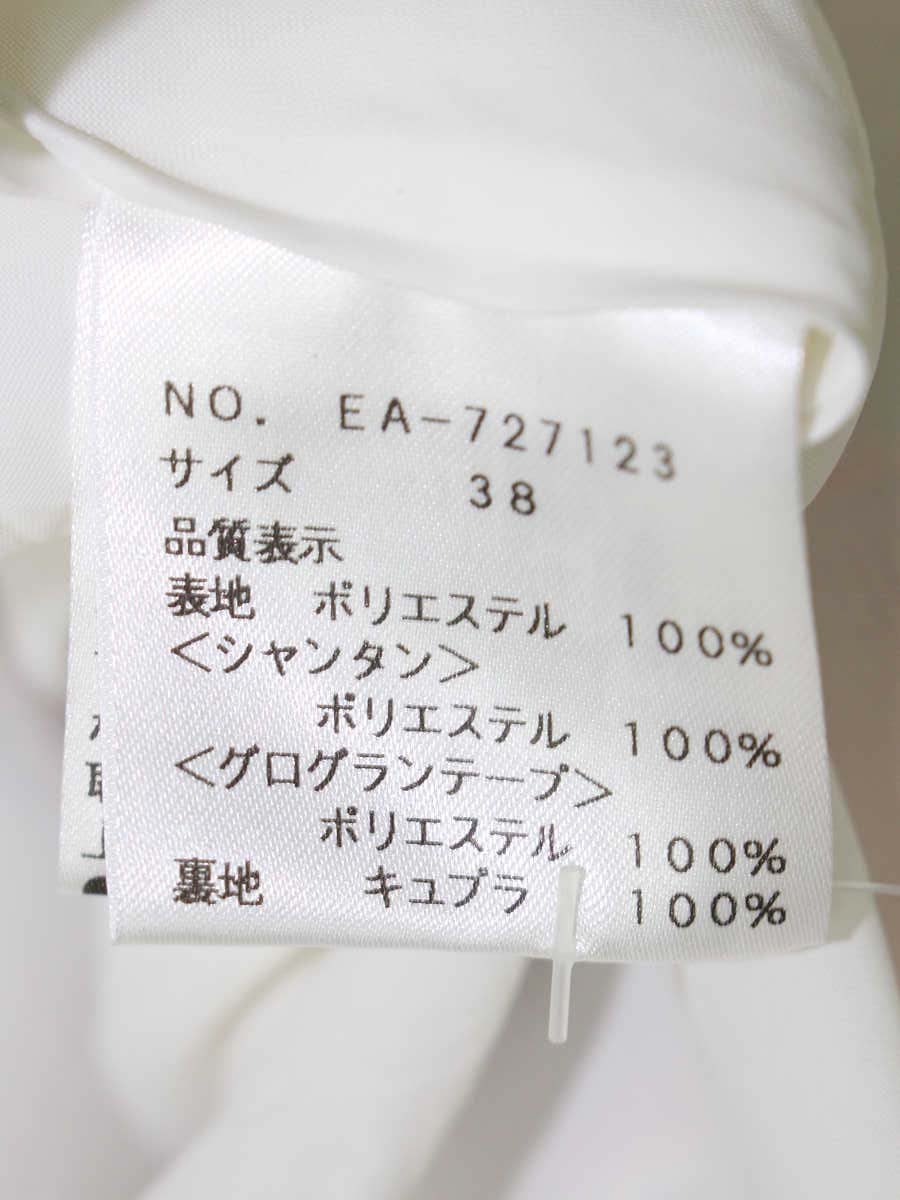 NO. EA-727123
サイズ 38
品質表示
表地 ポリエステル 100%
<シャンタン>
ポリエステル 100%
<グログランテープ>
ポリエステル 100%
裏地 キュプラ 100%